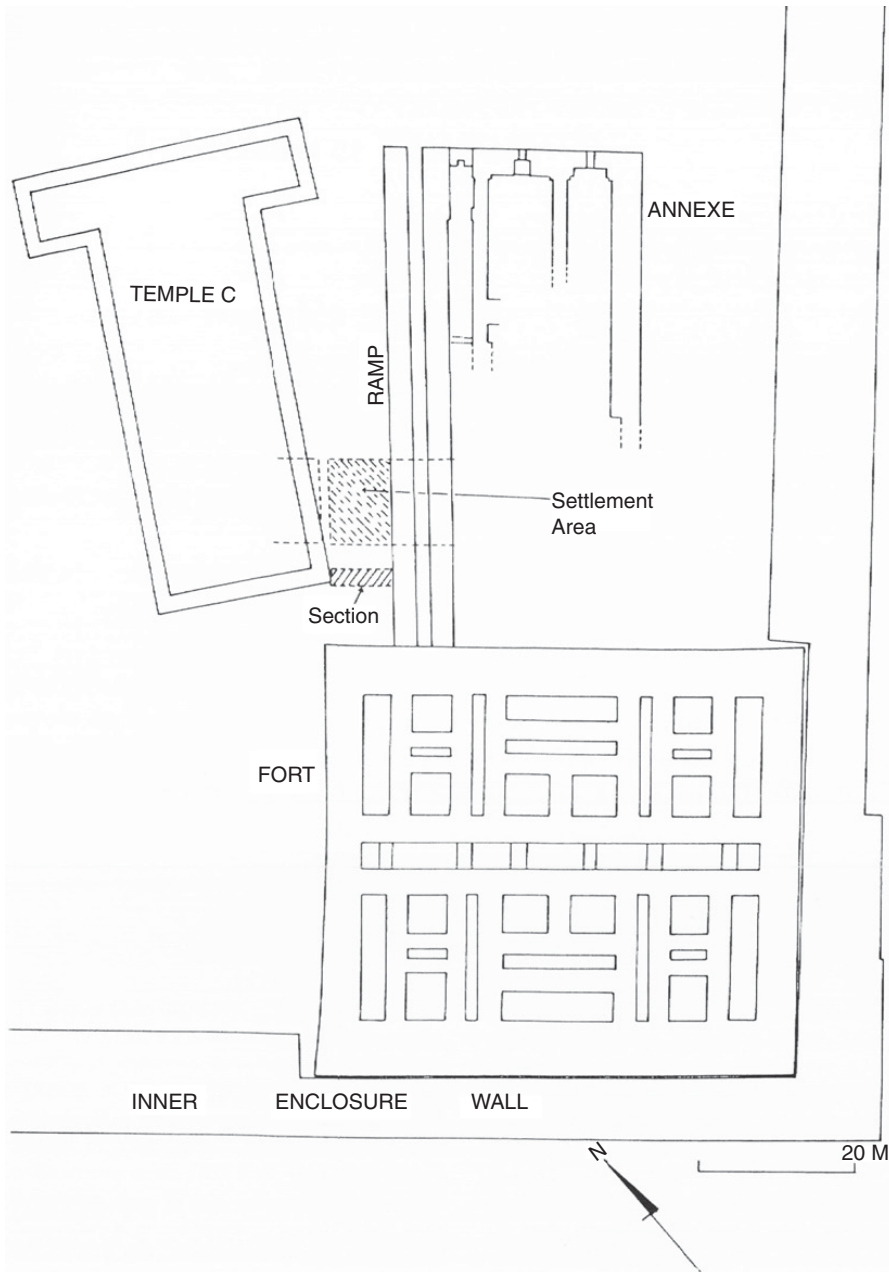 ANNEXE
TEMPLE C
RAMP
Settlement
Area
Section
FORT
INNER ENCLOSURE WALL
20 M
N